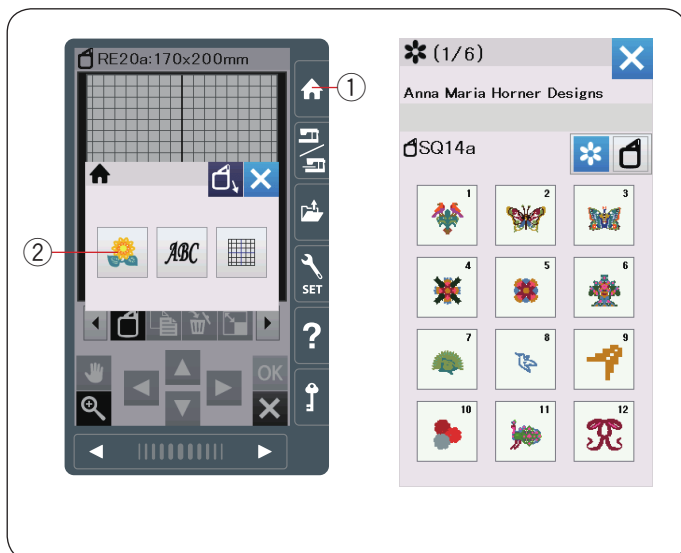 RE20a:170x200mm
1
2
ABC
SET
?
OK
(1/6)
Anna Maria Horner Designs
SQ14a
1
2
3
4
5
6
7
8
9
10
11
12